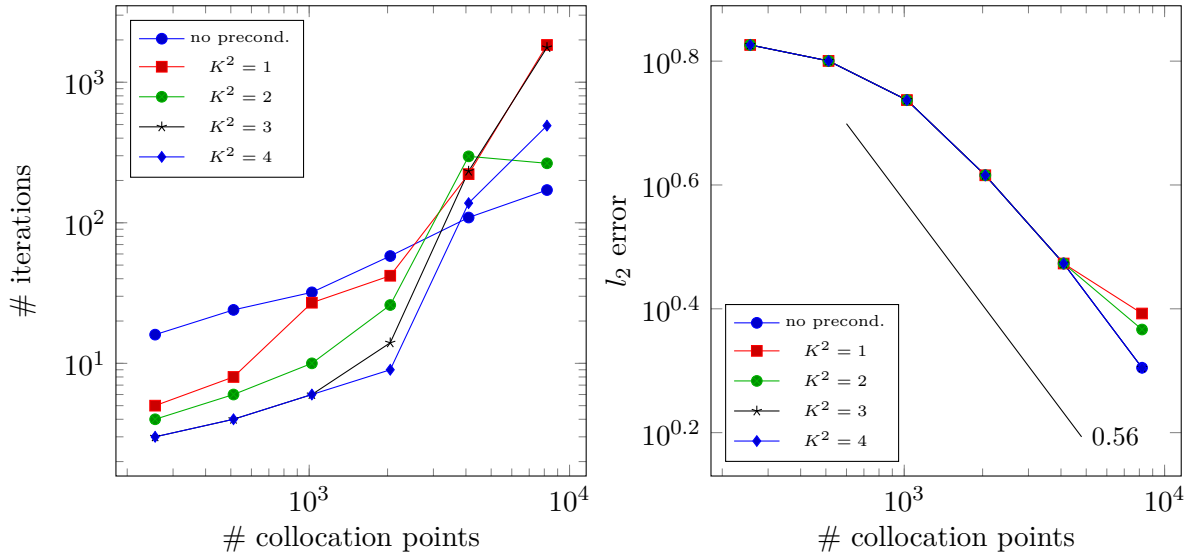 10^3
10^2
10^1
# iterations
no precond.
K^2 = 1
K^2 = 2
K^2 = 3
K^2 = 4
10^3
10^4
# collocation points
10^0.8
10^0.6
10^0.4
10^0.2
l_2 error
no precond.
K^2 = 1
K^2 = 2
K^2 = 3
K^2 = 4
0.56
10^3
10^4
# collocation points